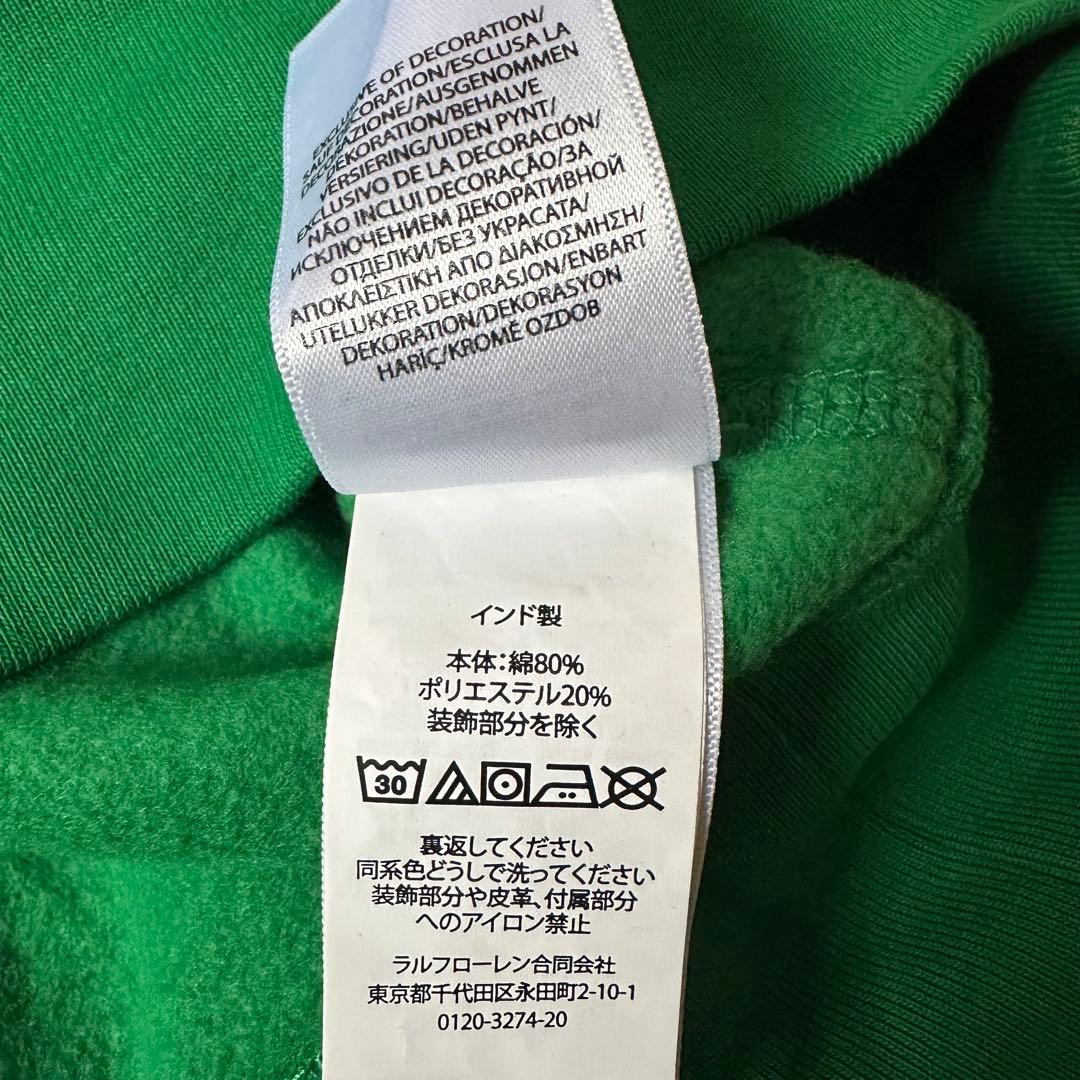 EXCLUSIVE OF DECORATION/
SAUF DÉCORATION/ESCLUSA LA
DECORAZIONE/AUSGENOMMEN
DEKORATION/BEHALVE
VERSIERING/UDEN PYNT/
EXCLUSIVO DE LA DECORACIÓN/
NÃO INCLUI DECORAÇÃO/ЗА
ИСКЛЮЧЕНИЕМ ДЕКОРАТИВНОЙ
ОТДЕЛКИ/БЕЗ УКРАСАТА/
ΑΠΟΚΛΕΙΣΤΙΚΗ ΑΠΟ ΔΙΑΚΟΣΜΗΣΗ/
UTELUKKER DEKORASJON/ENBART
DEKORATION/DEKORASYON
HARİÇ/KROMĚ OZDOB
インド製
本体:綿80%
ポリエステル20%
装飾部分を除く
30
裏返してください
同系色どうしで洗ってください
装飾部分や皮革、付属部分
へのアイロン禁止
ラルフローレン合同会社
東京都千代田区永田町2-10-1
0120-3274-20